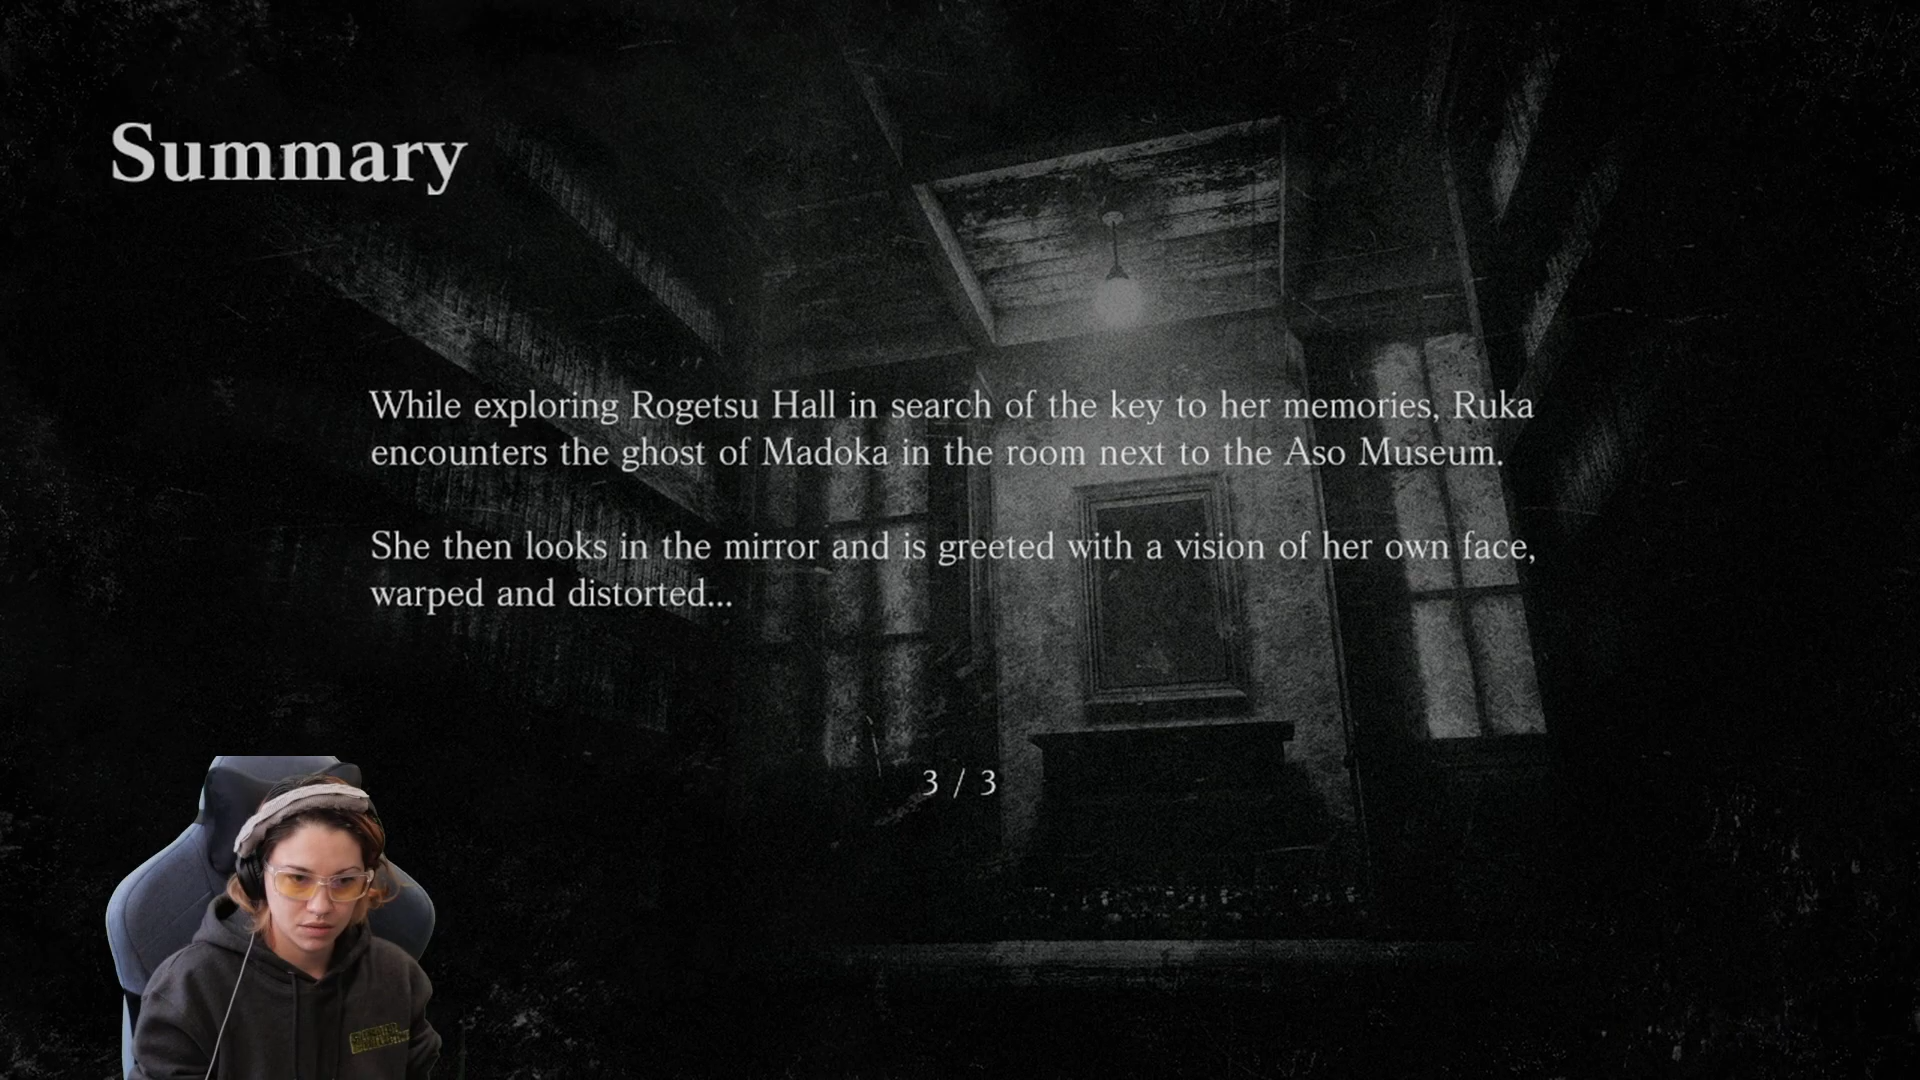 Summary
While exploring Rogetsu Hall in search of the key to her memories, Ruka
encounters the ghost of Madoka in the room next to the Aso Museum.
She then looks in the mirror and is greeted with a vision of her own face,
warped and distorted...
3 / 3